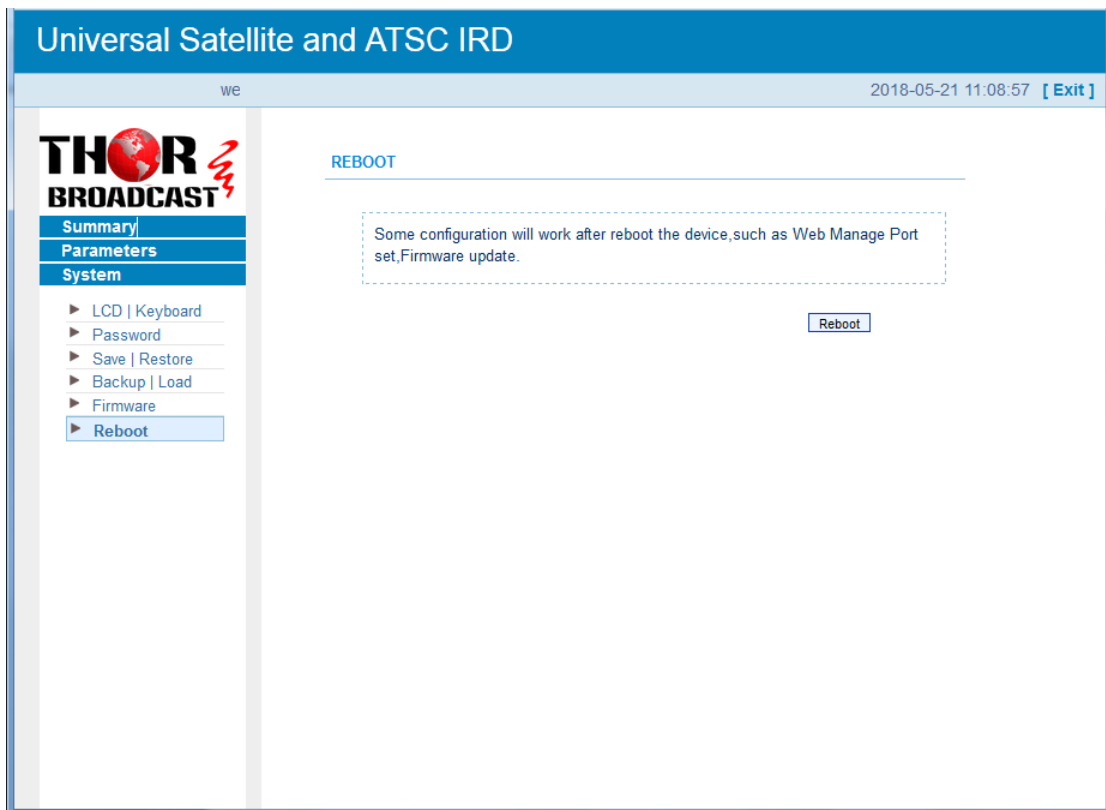 Universal Satellite and ATSC IRD
we
2018-05-21 11:08:57 [ Exit ]
THOR
BROADCAST
Summary
Parameters
System
LCD | Keyboard
Password
Save | Restore
Backup | Load
Firmware
Reboot
REBOOT
Some configuration will work after reboot the device,such as Web Manage Port
set,Firmware update.
Reboot